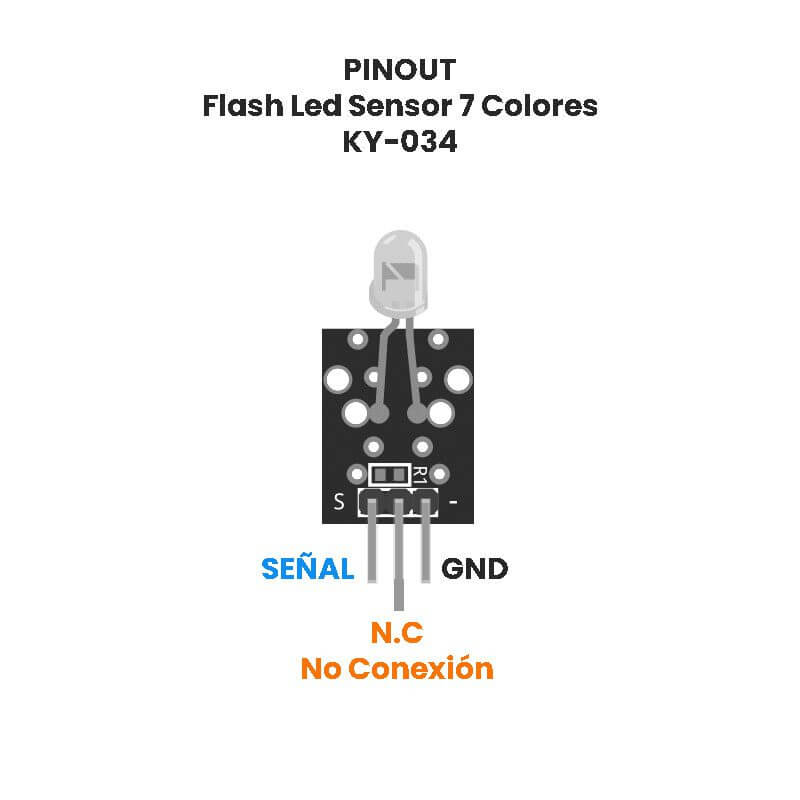 PINOUT
Flash Led Sensor 7 Colores
KY-034
R1
S -
SEÑAL GND
N.C
No Conexión